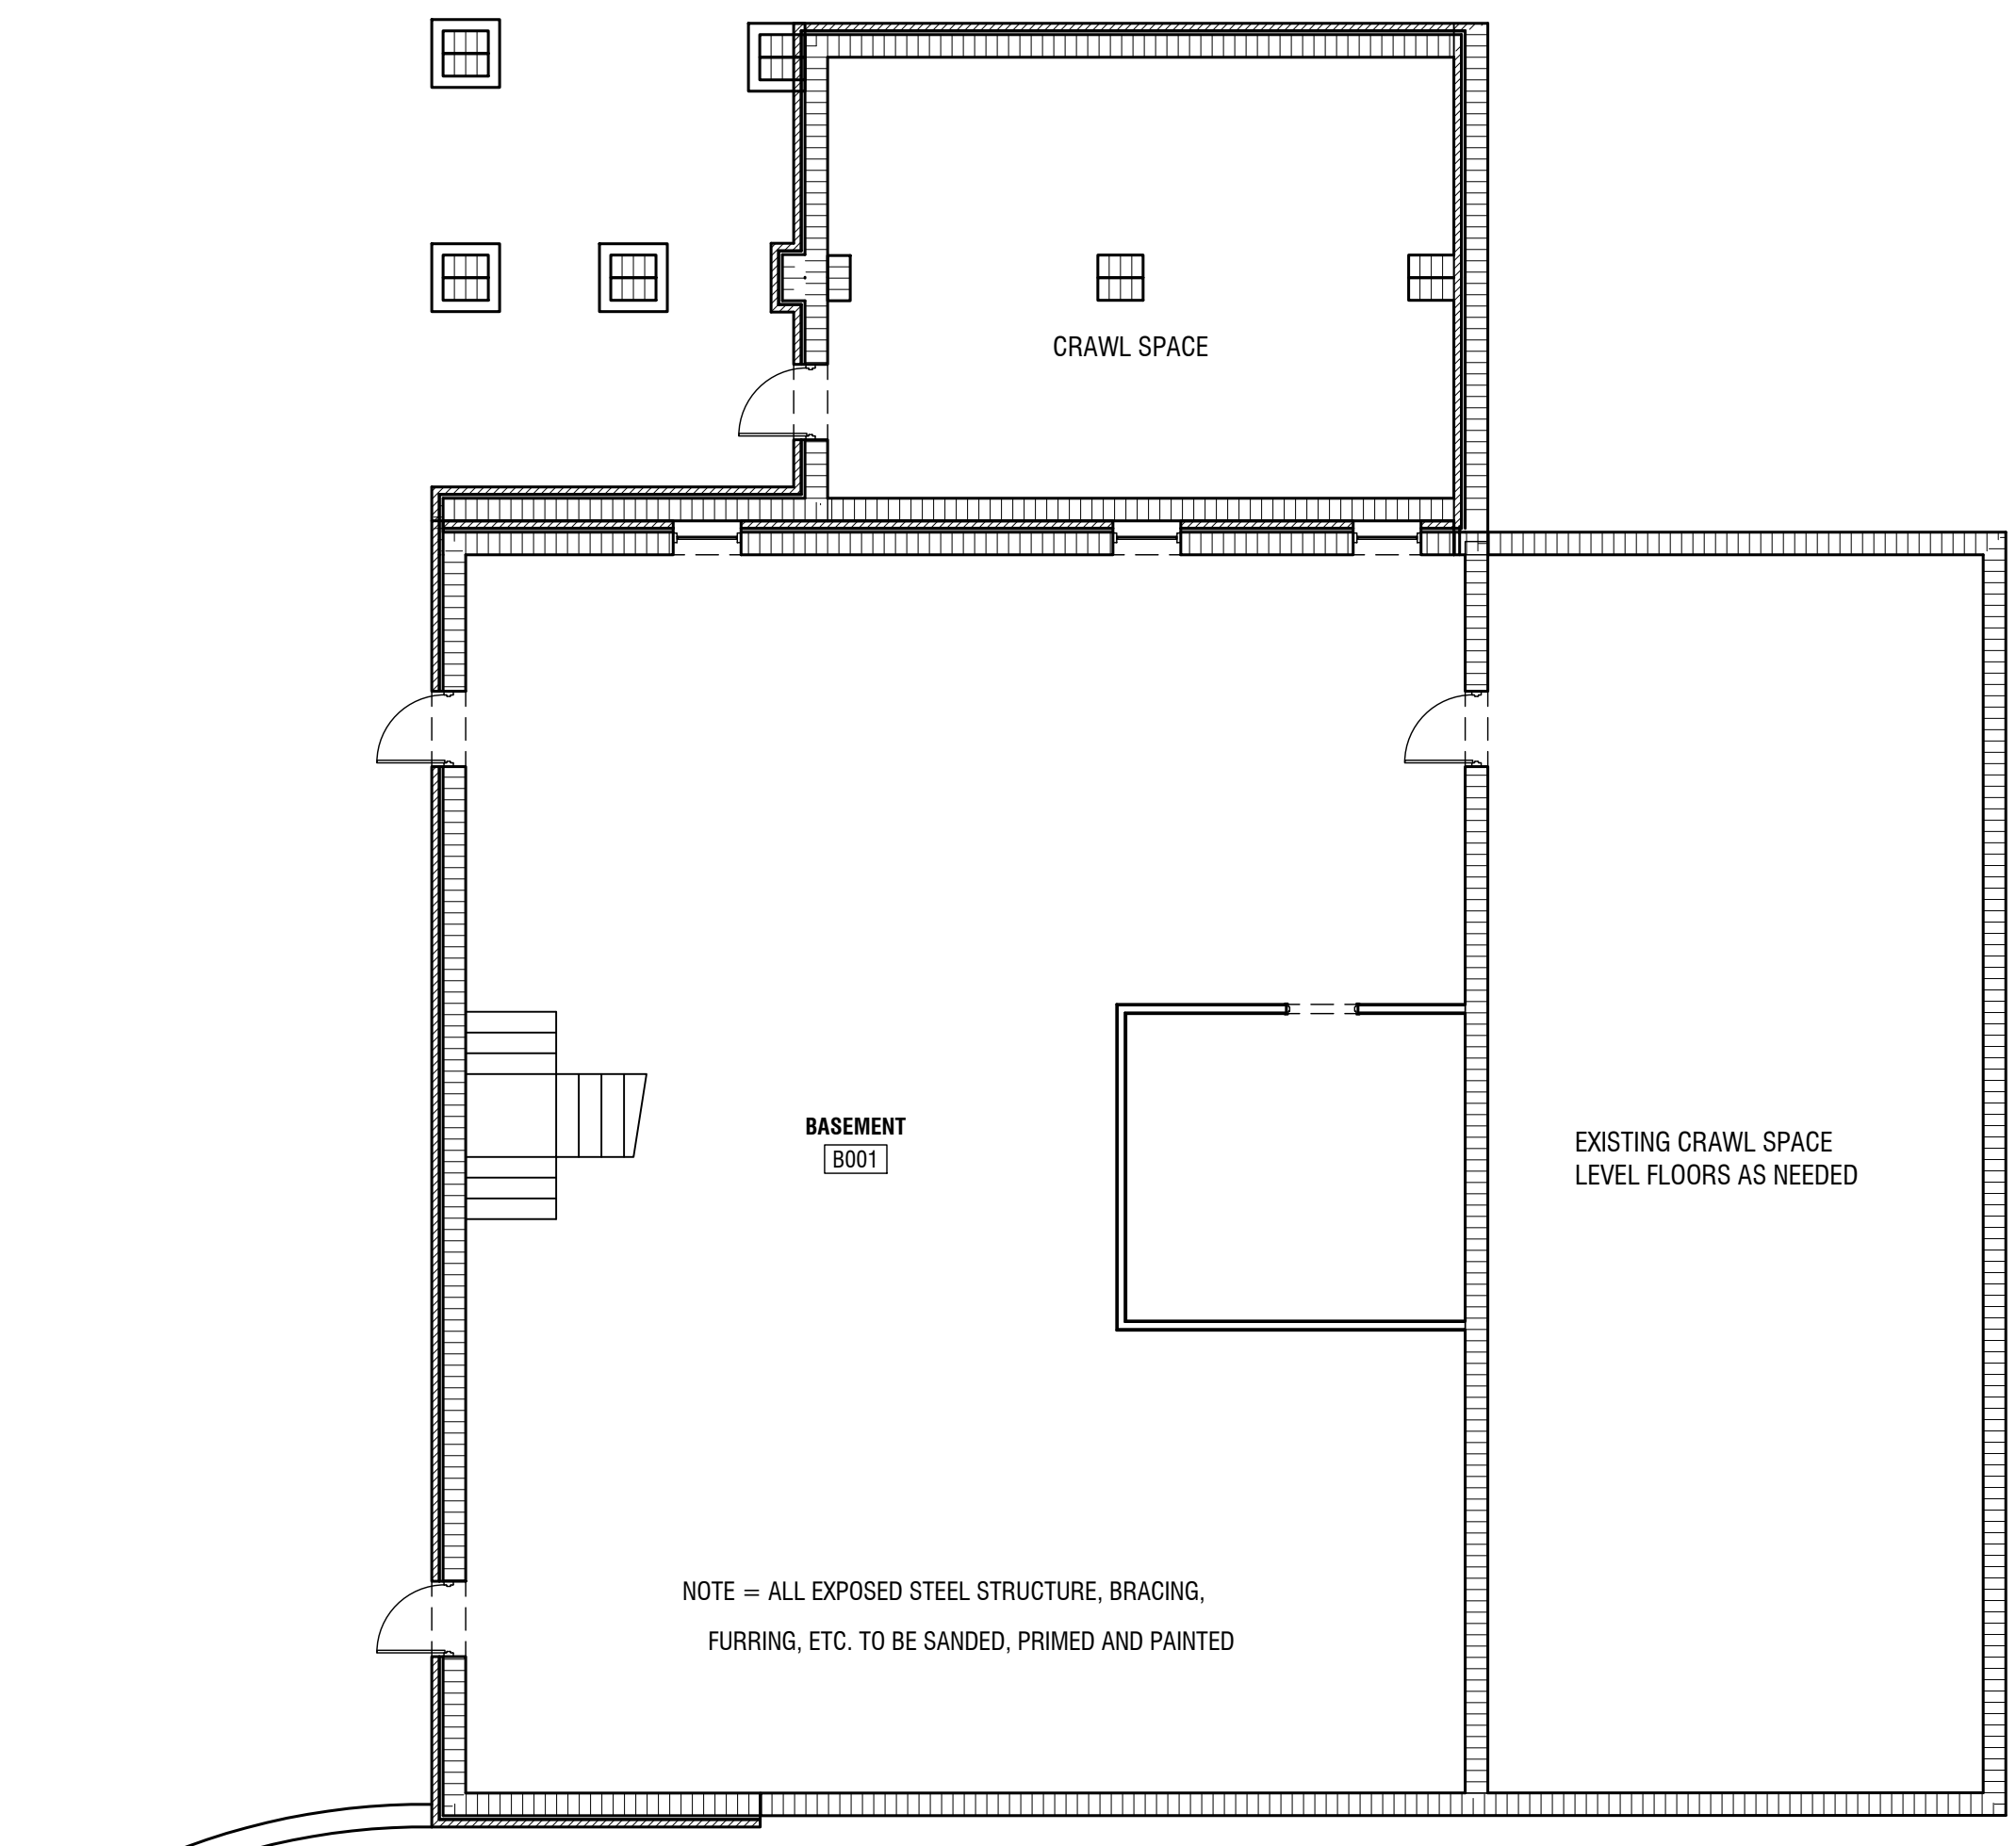 CRAWL SPACE
BASEMENT
B001
EXISTING CRAWL SPACE
LEVEL FLOORS AS NEEDED
NOTE = ALL EXPOSED STEEL STRUCTURE, BRACING,
FURRING, ETC. TO BE SANDED, PRIMED AND PAINTED